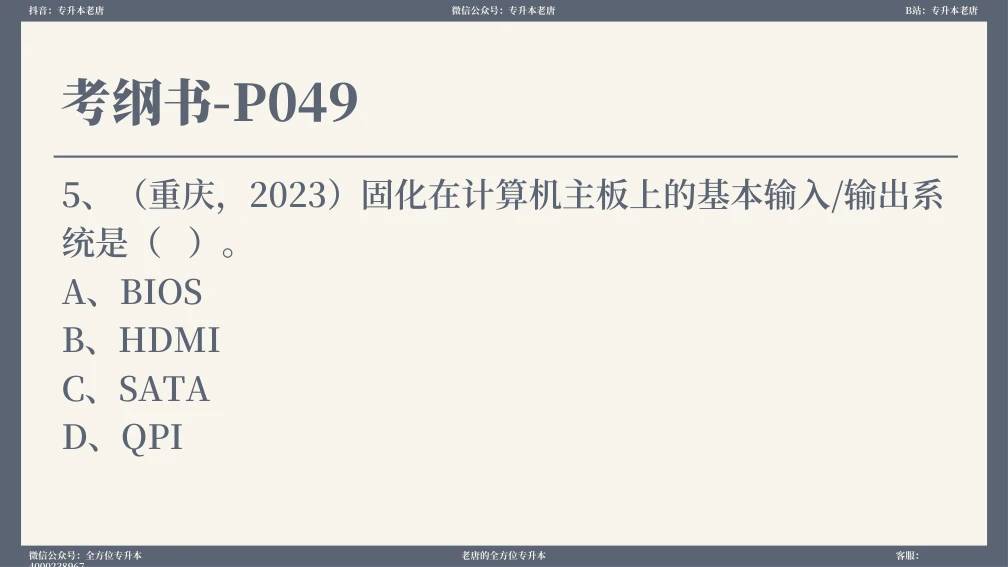 抖音：专升本老唐
微信公众号：专升本老唐
B站：专升本老唐
考纲书-P049
5、（重庆，2023）固化在计算机主板上的基本输入/输出系
统是（  ）。
A、BIOS
B、HDMI
C、SATA
D、QPI
微信公众号：全方位专升本
老唐的全方位专升本
客服：
4000238967